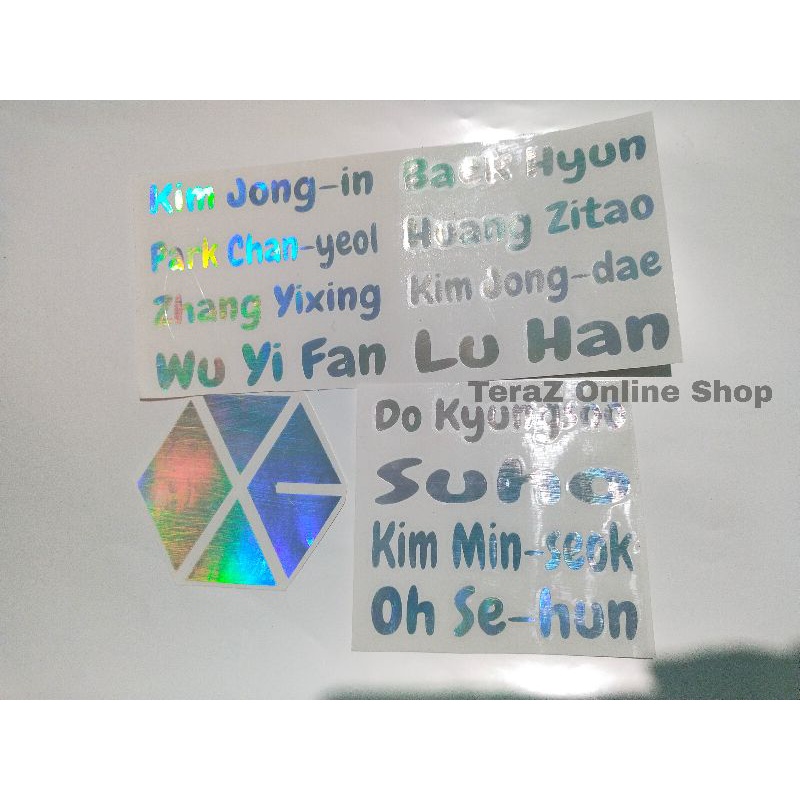 Kim Jong-in
Park Chan-yeol
Zhang Yixing
Wu Yi Fan
Baek Hyun
Huang Zitao
Kim Jong-dae
Lu Han
TeraZ Online Shop
Do Kyungsoo
Suho
Kim Min-seok
Oh Se-hun